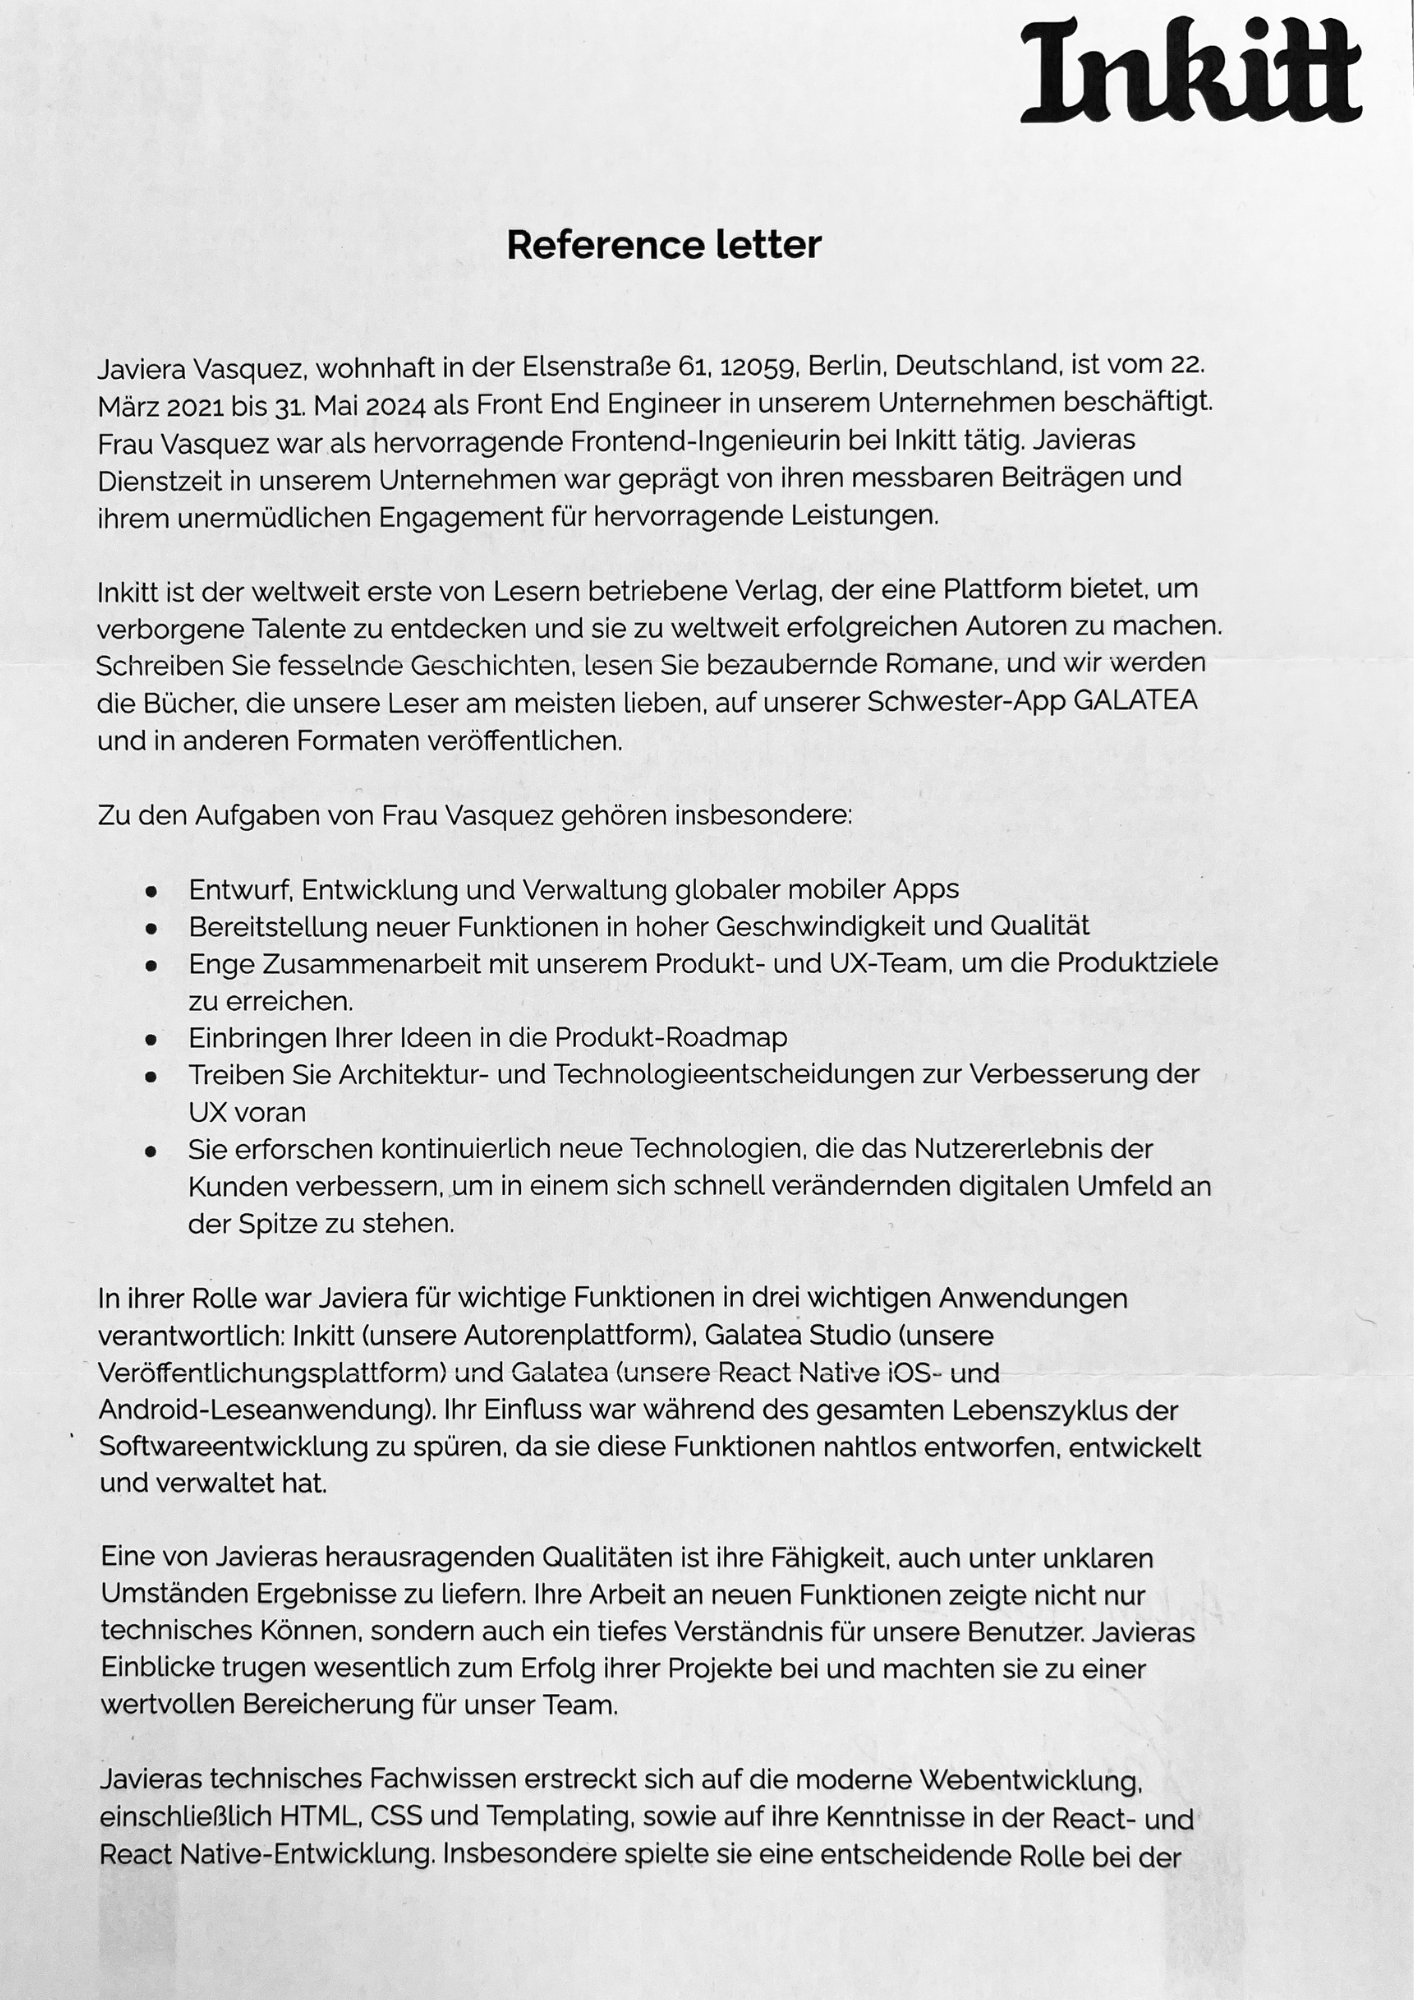 Inkitt
Reference letter
Javiera Vasquez, wohnhaft in der Elsenstraße 61, 12059, Berlin, Deutschland, ist vom 22.
März 2021 bis 31. Mai 2024 als Front End Engineer in unserem Unternehmen beschäftigt.
Frau Vasquez war als hervorragende Frontend-Ingenieurin bei Inkitt tätig. Javieras
Dienstzeit in unserem Unternehmen war geprägt von ihren messbaren Beiträgen und
ihrem unermüdlichen Engagement für hervorragende Leistungen.
Inkitt ist der weltweit erste von Lesern betriebene Verlag, der eine Plattform bietet, um
verborgene Talente zu entdecken und sie zu weltweit erfolgreichen Autoren zu machen.
Schreiben Sie fesselnde Geschichten, lesen Sie bezaubernde Romane, und wir werden
die Bücher, die unsere Leser am meisten lieben, auf unserer Schwester-App GALATEA
und in anderen Formaten veröffentlichen.
Zu den Aufgaben von Frau Vasquez gehören insbesondere:
● Entwurf, Entwicklung und Verwaltung globaler mobiler Apps
● Bereitstellung neuer Funktionen in hoher Geschwindigkeit und Qualität
● Enge Zusammenarbeit mit unserem Produkt- und UX-Team, um die Produktziele
zu erreichen.
● Einbringen Ihrer Ideen in die Produkt-Roadmap
● Treiben Sie Architektur- und Technologieentscheidungen zur Verbesserung der
UX voran
● Sie erforschen kontinuierlich neue Technologien, die das Nutzererlebnis der
Kunden verbessern, um in einem sich schnell verändernden digitalen Umfeld an
der Spitze zu stehen.
In ihrer Rolle war Javiera für wichtige Funktionen in drei wichtigen Anwendungen
verantwortlich: Inkitt (unsere Autorenplattform), Galatea Studio (unsere
Veröffentlichungsplattform) und Galatea (unsere React Native iOS- und
Android-Leseanwendung). Ihr Einfluss war während des gesamten Lebenszyklus der
Softwareentwicklung zu spüren, da sie diese Funktionen nahtlos entworfen, entwickelt
und verwaltet hat.
Eine von Javieras herausragenden Qualitäten ist ihre Fähigkeit, auch unter unklaren
Umständen Ergebnisse zu liefern. Ihre Arbeit an neuen Funktionen zeigte nicht nur
technisches Können, sondern auch ein tiefes Verständnis für unsere Benutzer. Javieras
Einblicke trugen wesentlich zum Erfolg ihrer Projekte bei und machten sie zu einer
wertvollen Bereicherung für unser Team.
Javieras technisches Fachwissen erstreckt sich auf die moderne Webentwicklung,
einschließlich HTML, CSS und Templating, sowie auf ihre Kenntnisse in der React- und
React Native-Entwicklung. Insbesondere spielte sie eine entscheidende Rolle bei der